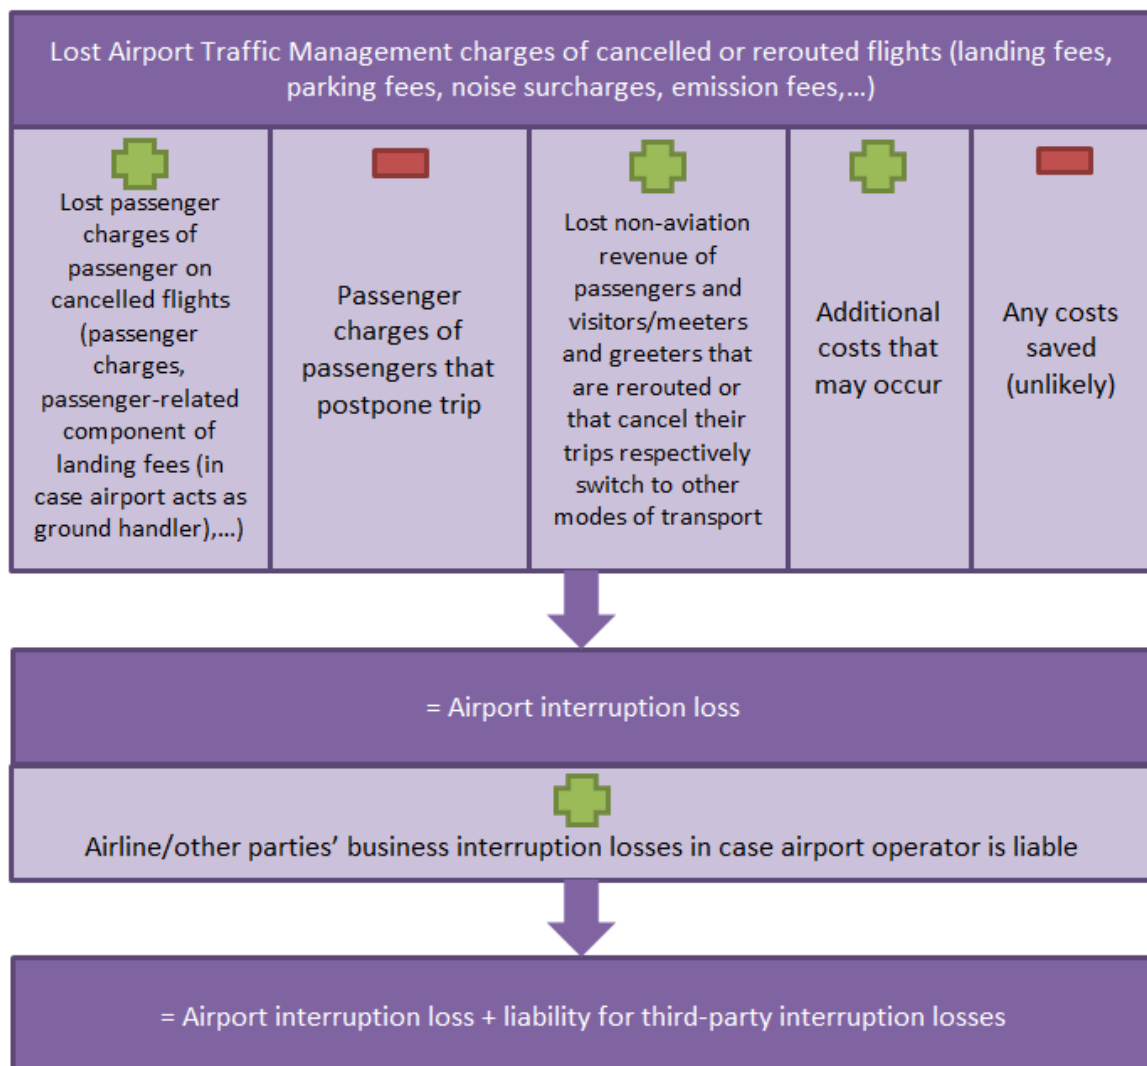 Lost Airport Traffic Management charges of cancelled or rerouted flights (landing fees,
parking fees, noise surcharges, emission fees,...)
Lost passenger
charges of
passenger on
cancelled flights
(passenger
charges,
passenger-related
component of
landing fees (in
case airport acts as
ground handler),...)
Passenger
charges of
passengers that
postpone trip
Lost non-aviation
revenue of
passengers and
visitors/meeters
and greeters that
are rerouted or
that cancel their
trips respectively
switch to other
modes of transport
Additional
costs that
may occur
Any costs
saved
(unlikely)
= Airport interruption loss
Airline/other parties’ business interruption losses in case airport operator is liable
= Airport interruption loss + liability for third-party interruption losses